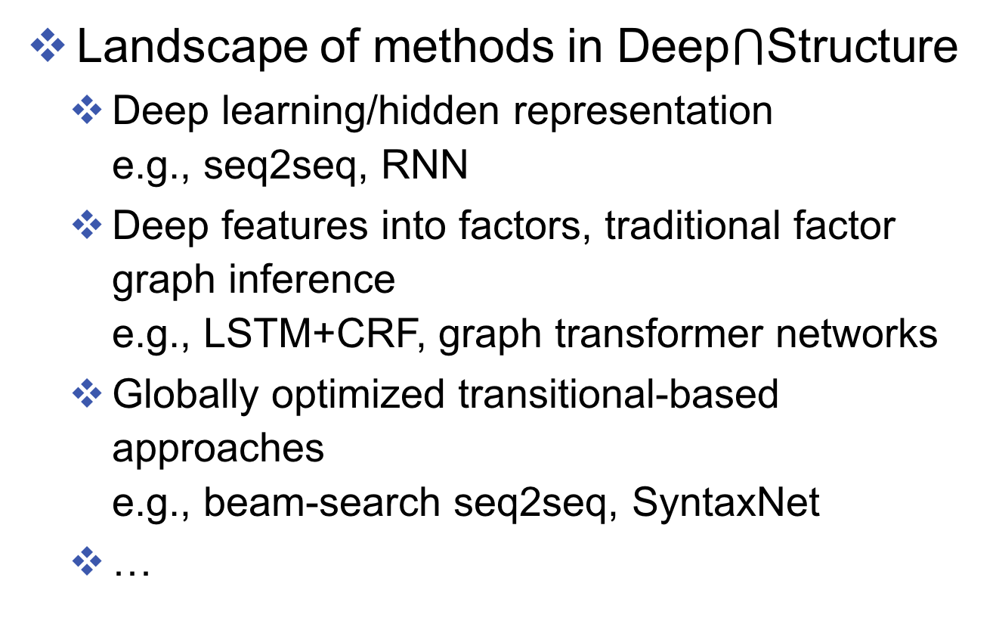 ❖ Landscape of methods in Deep∩Structure
❖ Deep learning/hidden representation
e.g., seq2seq, RNN
❖ Deep features into factors, traditional factor
graph inference
e.g., LSTM+CRF, graph transformer networks
❖ Globally optimized transitional-based
approaches
e.g., beam-search seq2seq, SyntaxNet
❖ …